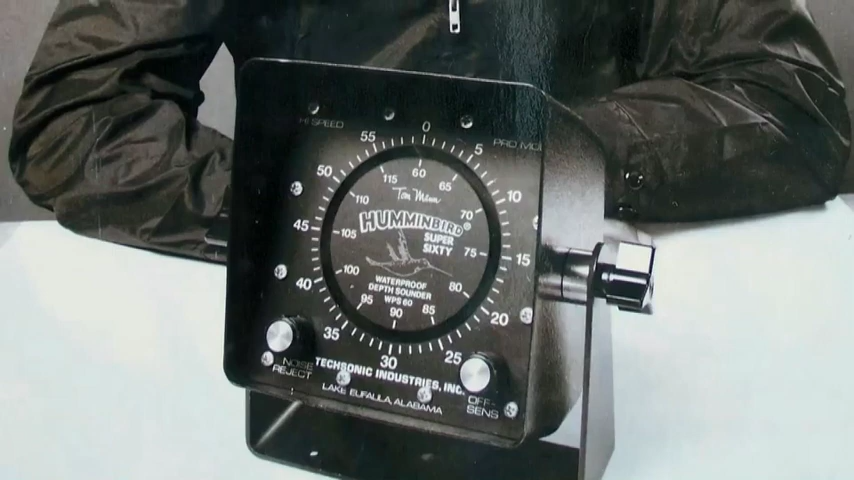 HI SPEED
PRO MO
0
5
10
15
20
25
30
35
40
45
50
55
60
65
70
75
80
85
90
95
100
105
110
115
Tom Mann
HUMMINBIRD®
SUPER
SIXTY
WATERPROOF
DEPTH SOUNDER
WPS 60
NOISE
REJECT
TECHSONIC INDUSTRIES, INC.
LAKE EUFAULA, ALABAMA
OFF-
SENS